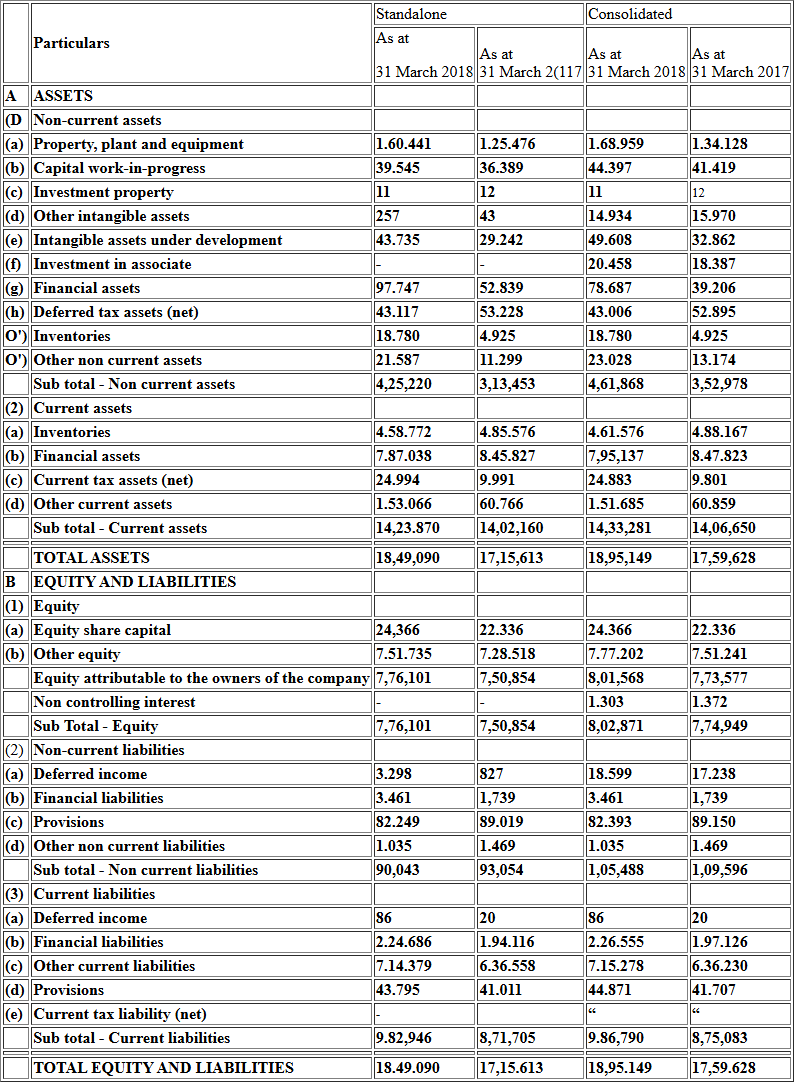 Standalone Consolidated
Particulars
As at As at As at As at
31 March 2018 31 March 2(117 31 March 2018 31 March 2017
A ASSETS
(D Non-current assets
(a) Property, plant and equipment 1.60.441 1.25.476 1.68.959 1.34.128
(b) Capital work-in-progress 39.545 36.389 44.397 41.419
(c) Investment property 11 12 11 12
(d) Other intangible assets 257 43 14.934 15.970
(e) Intangible assets under development 43.735 29.242 49.608 32.862
(f) Investment in associate - - 20.458 18.387
(g) Financial assets 97.747 52.839 78.687 39.206
(h) Deferred tax assets (net) 43.117 53.228 43.006 52.895
O') Inventories 18.780 4.925 18.780 4.925
O') Other non current assets 21.587 11.299 23.028 13.174
Sub total - Non current assets 4,25,220 3,13,453 4,61,868 3,52,978
(2) Current assets
(a) Inventories 4.58.772 4.85.576 4.61.576 4.88.167
(b) Financial assets 7.87.038 8.45.827 7,95,137 8.47.823
(c) Current tax assets (net) 24.994 9.991 24.883 9.801
(d) Other current assets 1.53.066 60.766 1.51.685 60.859
Sub total - Current assets 14,23.870 14,02,160 14,33,281 14,06,650
TOTAL ASSETS 18,49,090 17,15,613 18,95,149 17,59,628
B EQUITY AND LIABILITIES
(1) Equity
(a) Equity share capital 24,366 22.336 24.366 22.336
(b) Other equity 7.51.735 7.28.518 7.77.202 7.51.241
Equity attributable to the owners of the company 7,76,101 7,50,854 8,01,568 7,73,577
Non controlling interest - - 1.303 1.372
Sub Total - Equity 7,76,101 7,50,854 8,02,871 7,74,949
(2) Non-current liabilities
(a) Deferred income 3.298 827 18.599 17.238
(b) Financial liabilities 3.461 1,739 3.461 1,739
(c) Provisions 82.249 89.019 82.393 89.150
(d) Other non current liabilities 1.035 1.469 1.035 1.469
Sub total - Non current liabilities 90,043 93,054 1,05,488 1,09,596
(3) Current liabilities
(a) Deferred income 86 20 86 20
(b) Financial liabilities 2.24.686 1.94.116 2.26.555 1.97.126
(c) Other current liabilities 7.14.379 6.36.558 7.15.278 6.36.230
(d) Provisions 43.795 41.011 44.871 41.707
(e) Current tax liability (net) - “ “
Sub total - Current liabilities 9.82,946 8,71,705 9.86,790 8,75,083
TOTAL EQUITY AND LIABILITIES 18.49.090 17,15.613 18,95.149 17,59.628